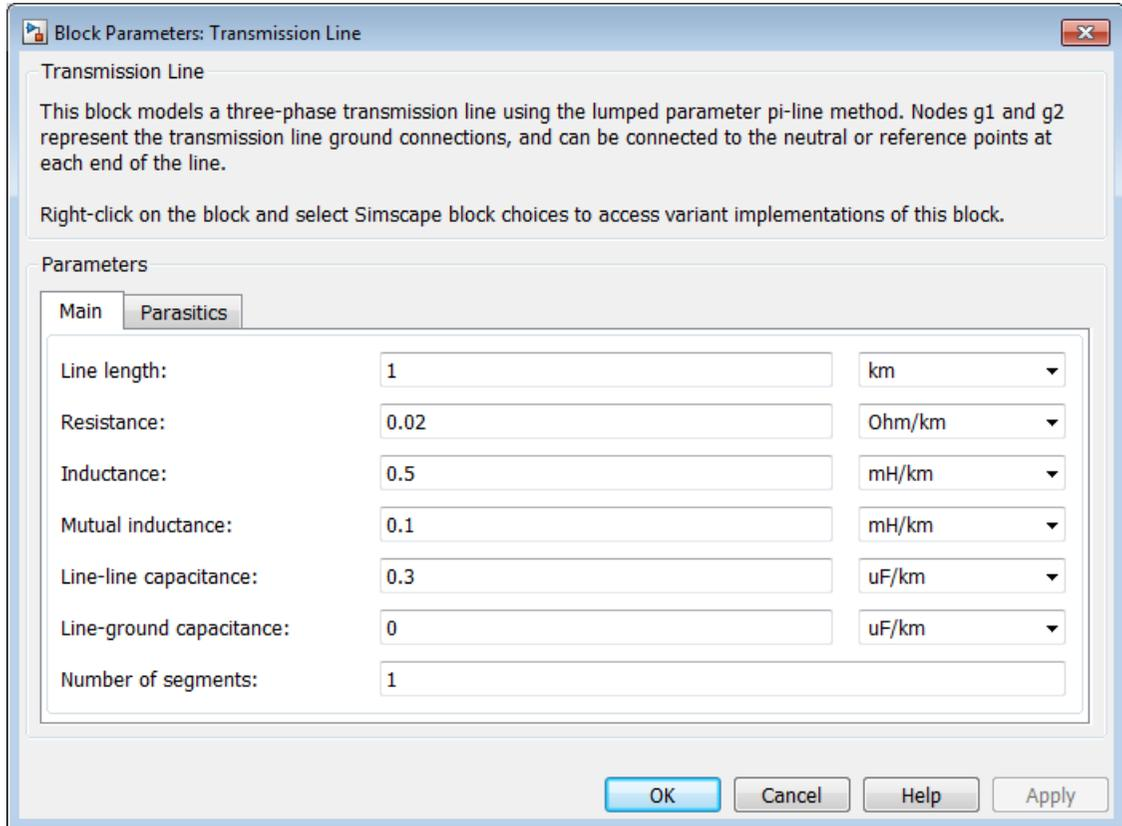 Block Parameters: Transmission Line
Transmission Line
This block models a three-phase transmission line using the lumped parameter pi-line method. Nodes g1 and g2
represent the transmission line ground connections, and can be connected to the neutral or reference points at
each end of the line.
Right-click on the block and select Simscape block choices to access variant implementations of this block.
Parameters
Main Parasitics
Line length: 1 km
Resistance: 0.02 Ohm/km
Inductance: 0.5 mH/km
Mutual inductance: 0.1 mH/km
Line-line capacitance: 0.3 uF/km
Line-ground capacitance: 0 uF/km
Number of segments: 1
OK Cancel Help Apply